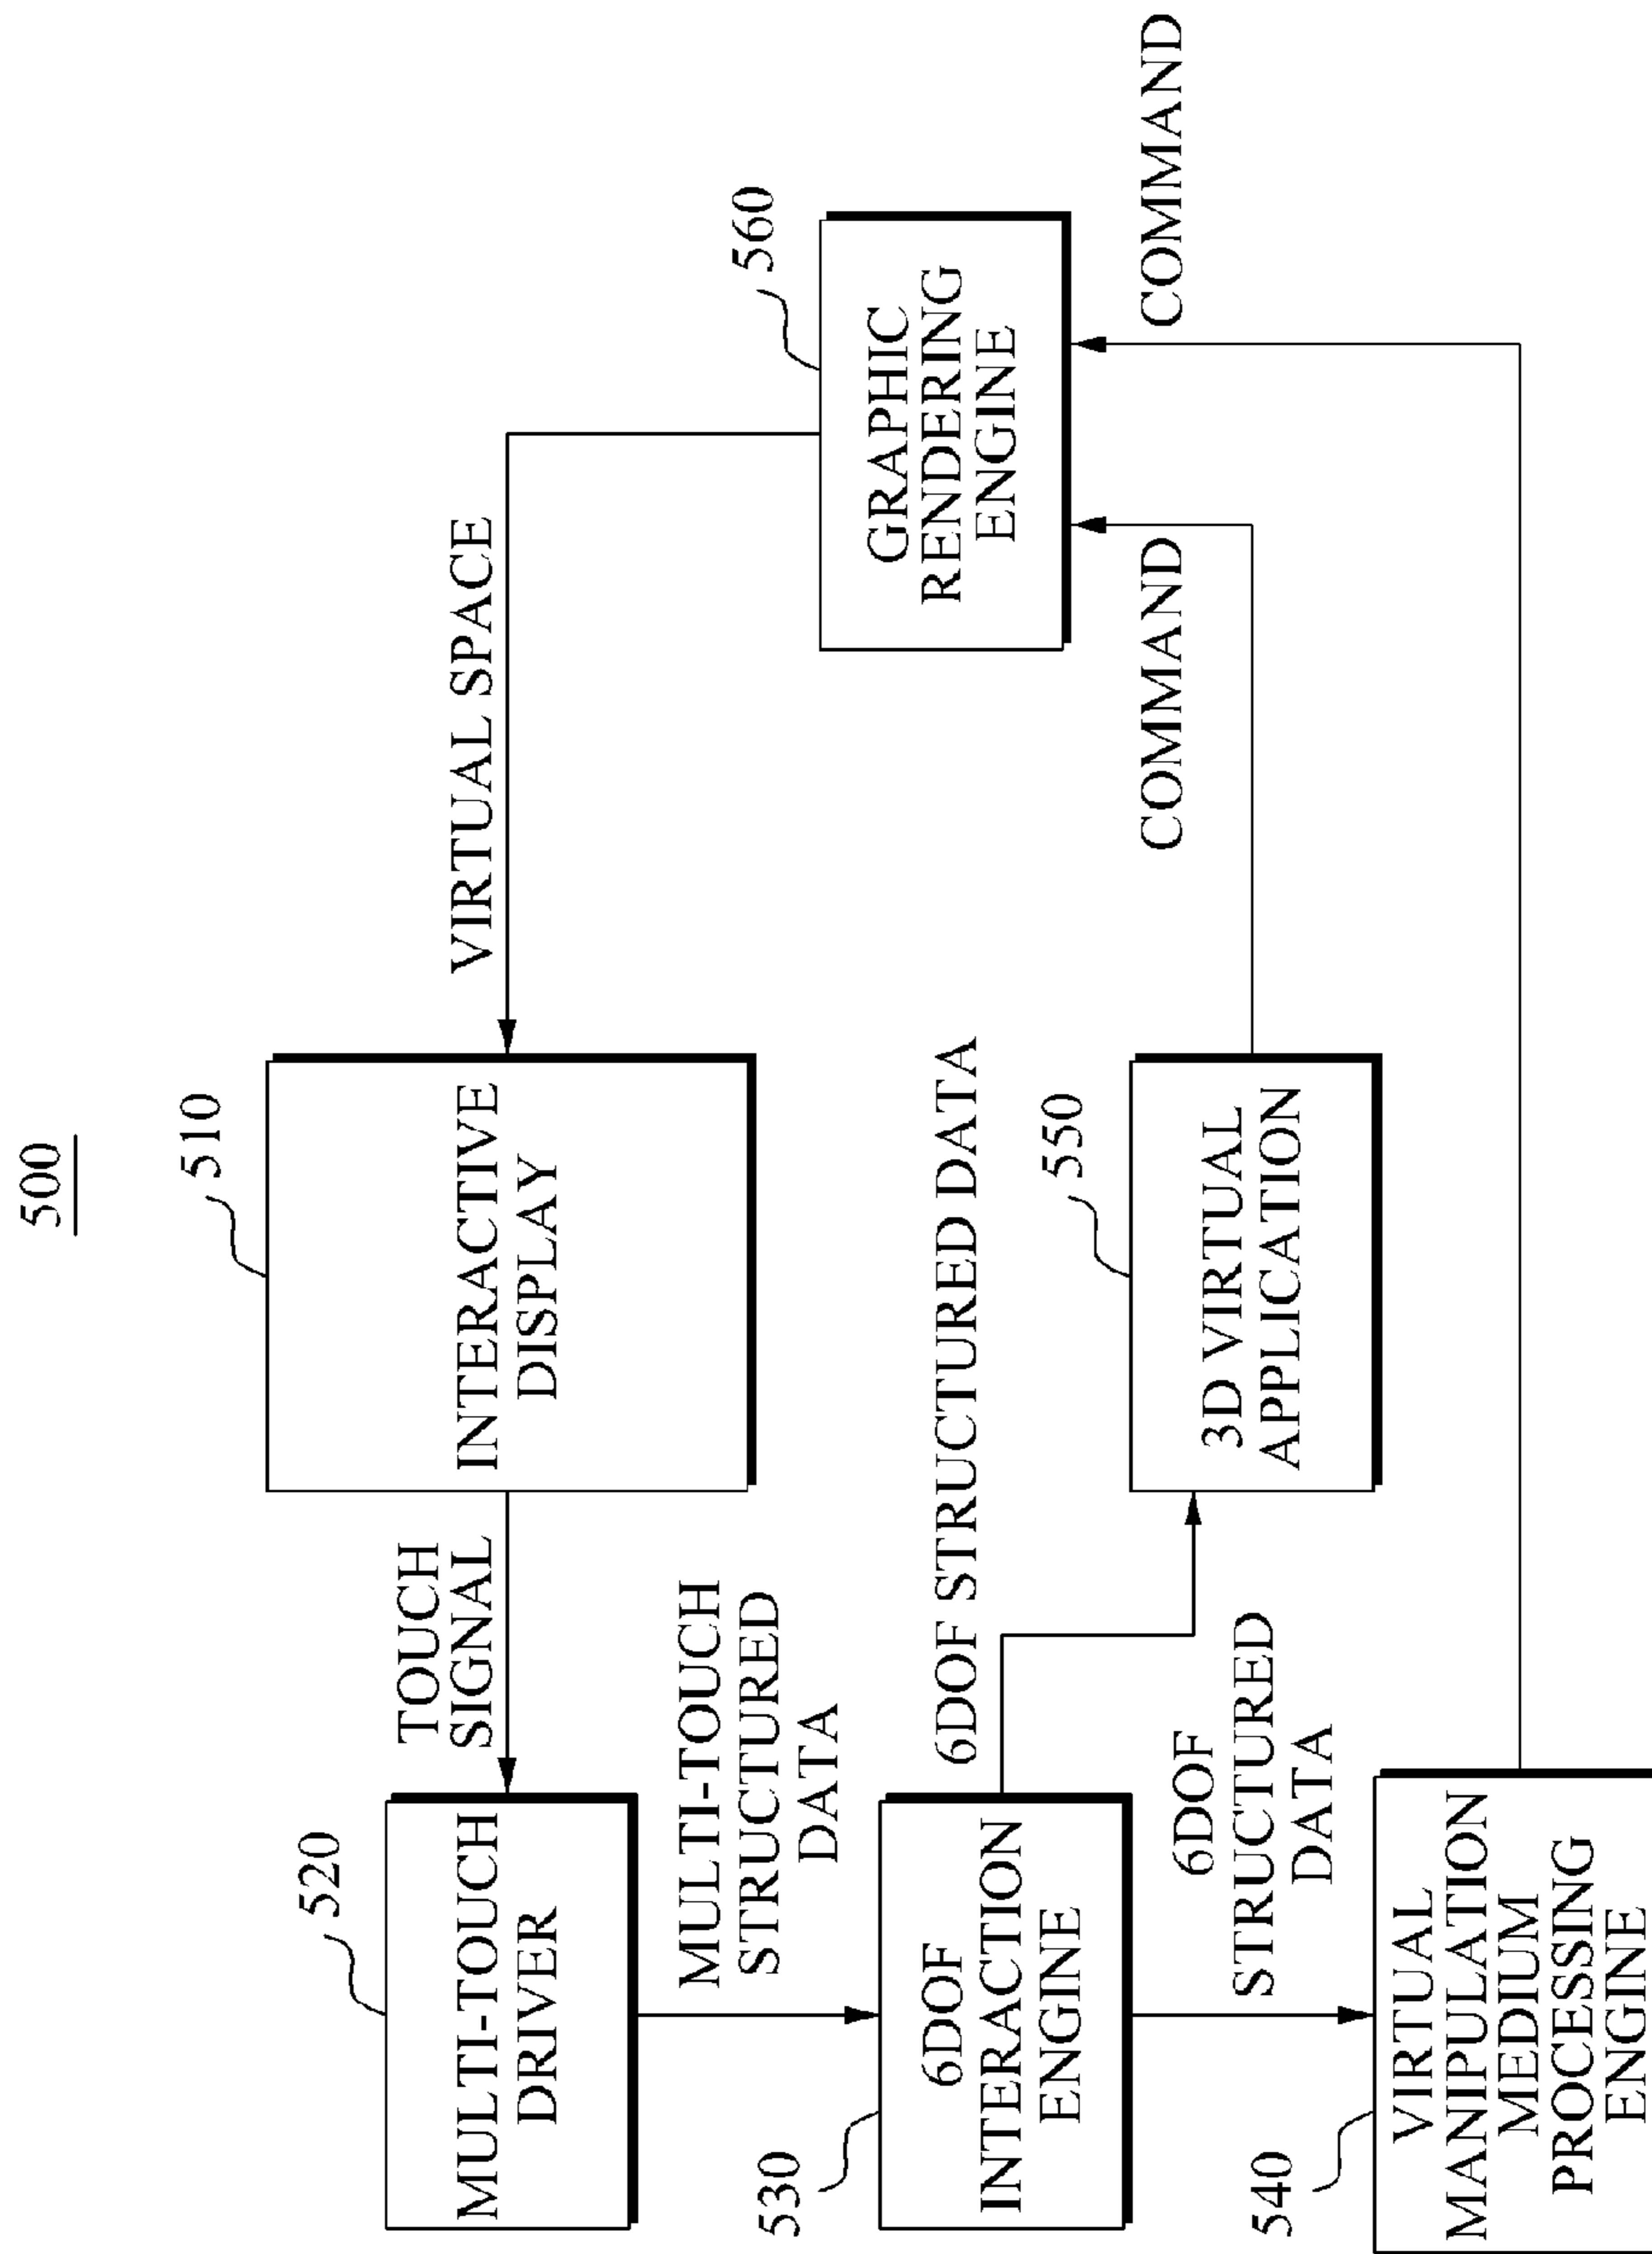 500
510
INTERACTIVE
DISPLAY
VIRTUAL SPACE
TOUCH
SIGNAL
520
MULTI-TOUCH
DRIVER
MULTI-TOUCH
STRUCTURED
DATA
530
6DOF
INTERACTION
ENGINE
6DOF STRUCTURED DATA
550
3D VIRTUAL
APPLICATION
560
GRAPHIC
RENDERING
ENGINE
COMMAND
COMMAND
6DOF
STRUCTURED
DATA
540
VIRTUAL
MANIPULATION
MEDIUM
PROCESSING
ENGINE